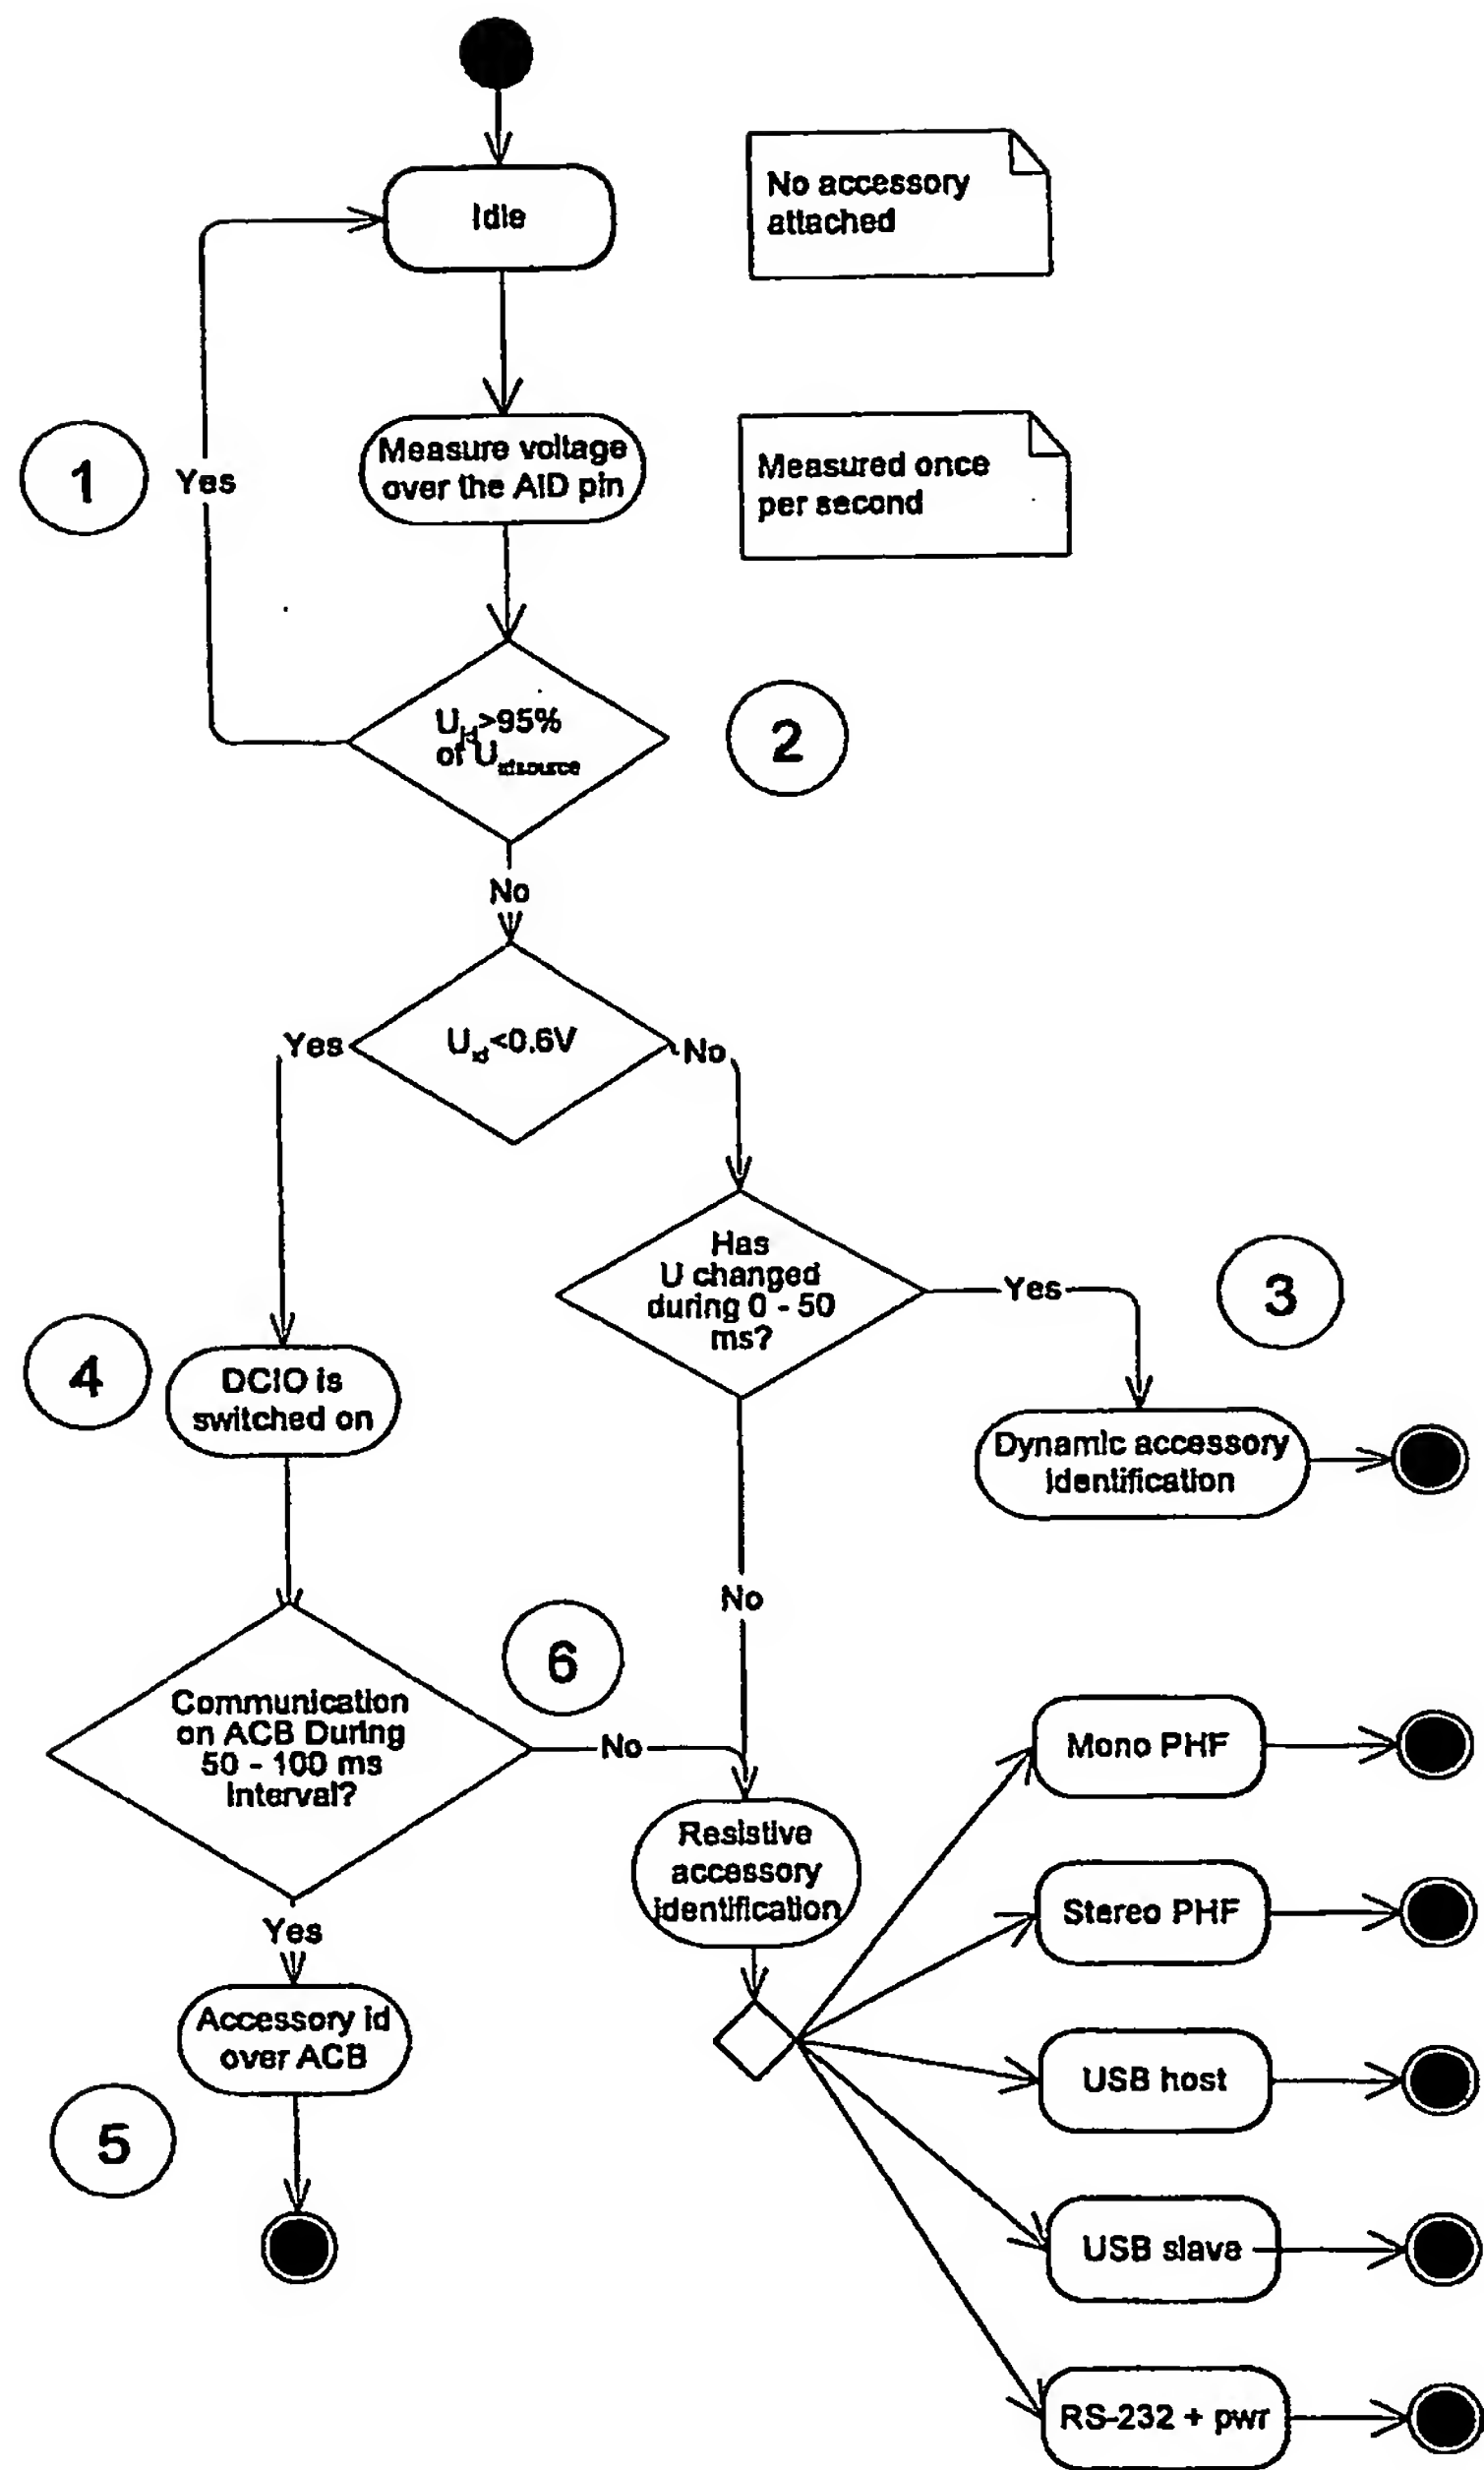 Idle
No accessory
attached
1
Yes
Measure voltage
over the AID pin
Measured once
per second
>95%
of U
2
No
Yes
<0.6V
No
Has
U changed
during 0 - 50
ms?
Yes
3
4
DCIO is
switched on
Dynamic accessory
identification
No
6
Communication
on ACB During
50 - 100 ms
Interval?
No
Mono PHF
Resistive
accessory
identification
Stereo PHF
Yes
Accessory id
over ACB
USB host
5
USB slave
RS-232 + pwr